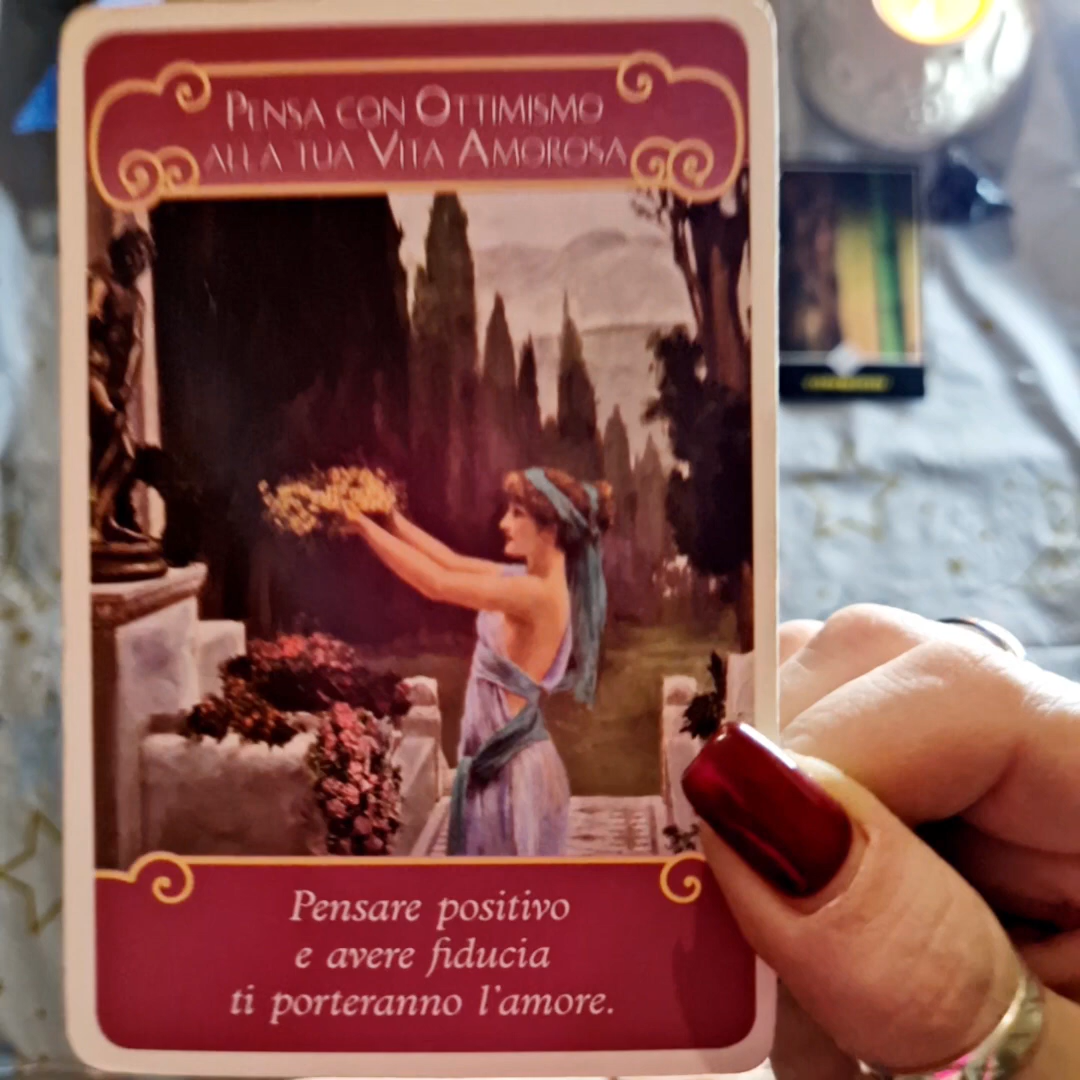 Pensa con Ottimismo
alla tua Vita Amorosa
Pensare positivo
e avere fiducia
ti porteranno l'amore.